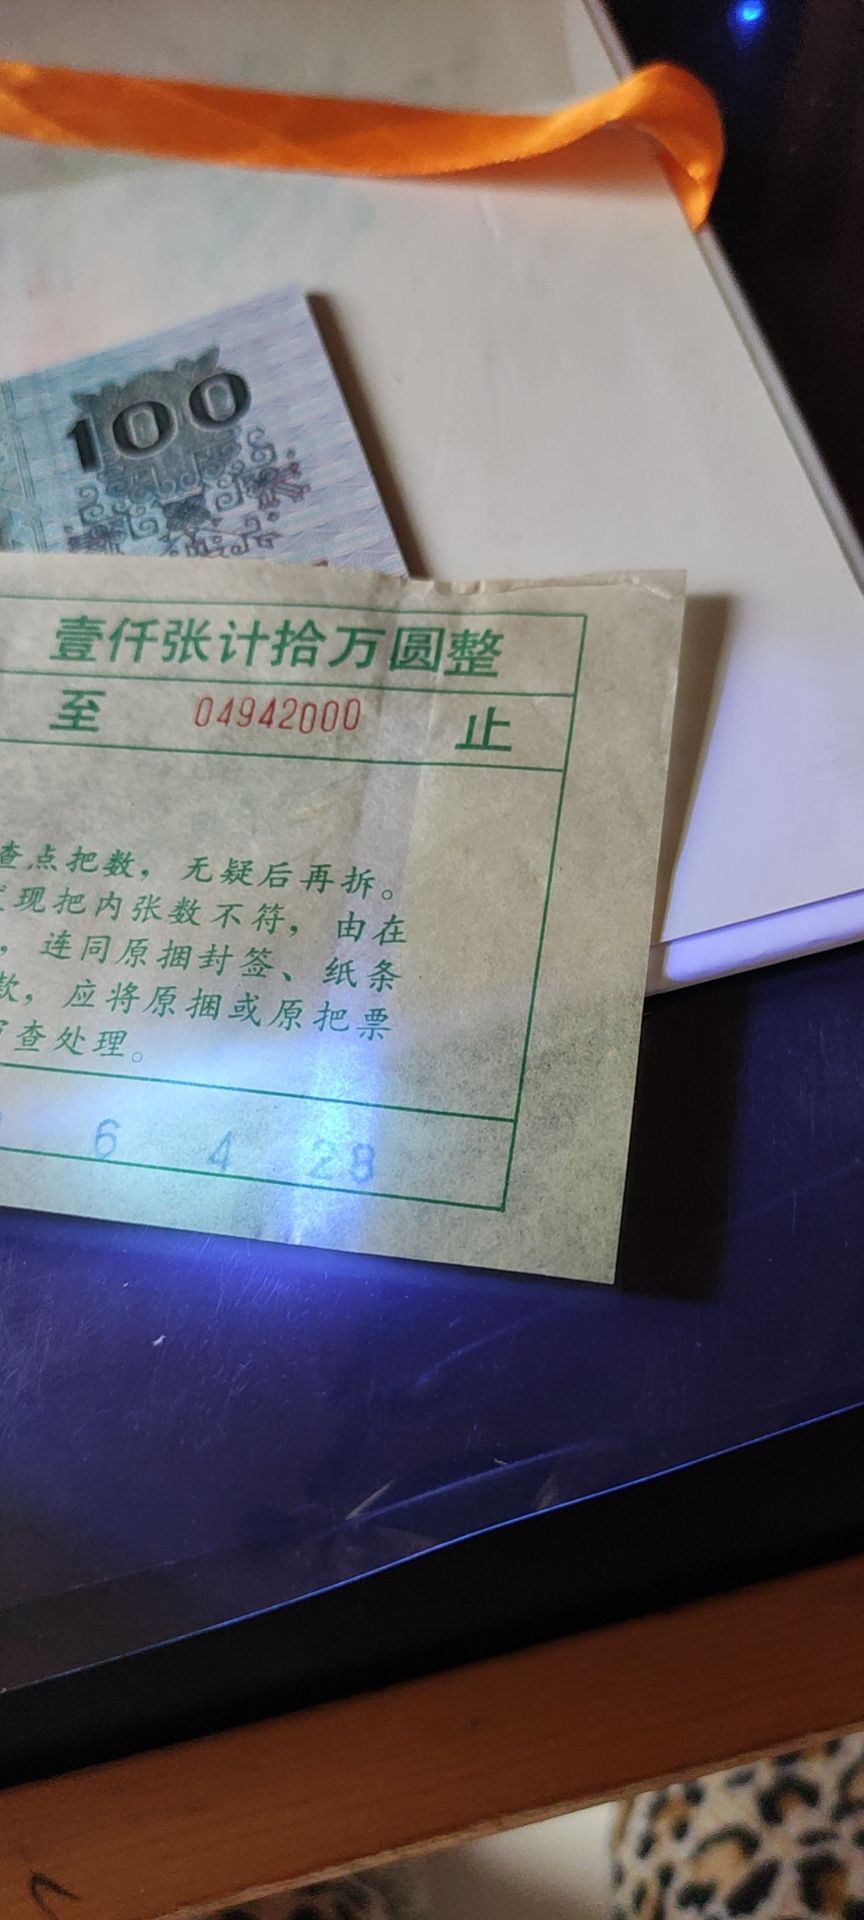 100
壹仟张计拾万圆整
至 04942000 止
查点把数，无疑后再拆。
现把内张数不符，由在
，连同原捆封签、纸条
款，应将原捆或原把票
查处理。
6 4 28